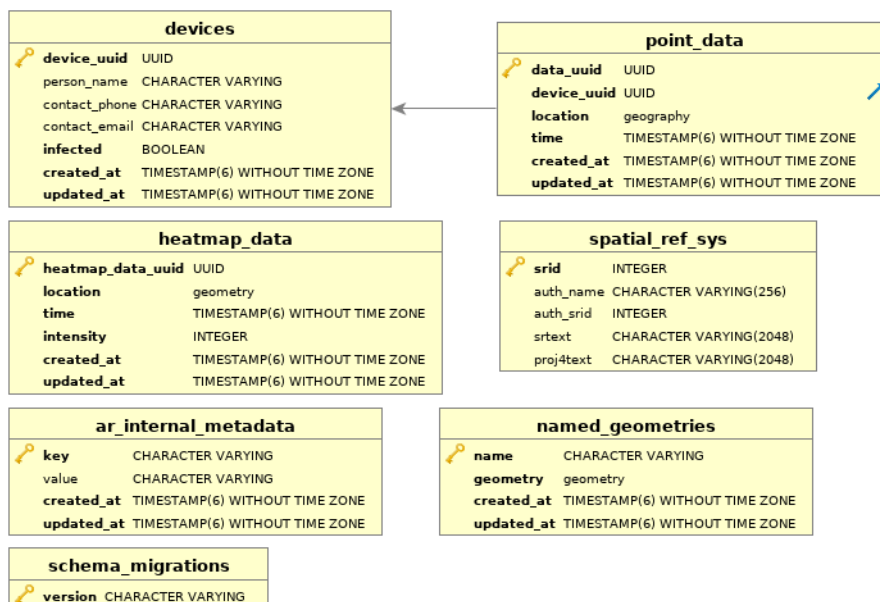 devices
device_uuid UUID
person_name CHARACTER VARYING
contact_phone CHARACTER VARYING
contact_email CHARACTER VARYING
infected BOOLEAN
created_at TIMESTAMP(6) WITHOUT TIME ZONE
updated_at TIMESTAMP(6) WITHOUT TIME ZONE
point_data
data_uuid UUID
device_uuid UUID
location geography
time TIMESTAMP(6) WITHOUT TIME ZONE
created_at TIMESTAMP(6) WITHOUT TIME ZONE
updated_at TIMESTAMP(6) WITHOUT TIME ZONE
heatmap_data
heatmap_data_uuid UUID
location geometry
time TIMESTAMP(6) WITHOUT TIME ZONE
intensity INTEGER
created_at TIMESTAMP(6) WITHOUT TIME ZONE
updated_at TIMESTAMP(6) WITHOUT TIME ZONE
spatial_ref_sys
srid INTEGER
auth_name CHARACTER VARYING(256)
auth_srid INTEGER
srtext CHARACTER VARYING(2048)
proj4text CHARACTER VARYING(2048)
ar_internal_metadata
key CHARACTER VARYING
value CHARACTER VARYING
created_at TIMESTAMP(6) WITHOUT TIME ZONE
updated_at TIMESTAMP(6) WITHOUT TIME ZONE
named_geometries
name CHARACTER VARYING
geometry geometry
created_at TIMESTAMP(6) WITHOUT TIME ZONE
updated_at TIMESTAMP(6) WITHOUT TIME ZONE
schema_migrations
version CHARACTER VARYING